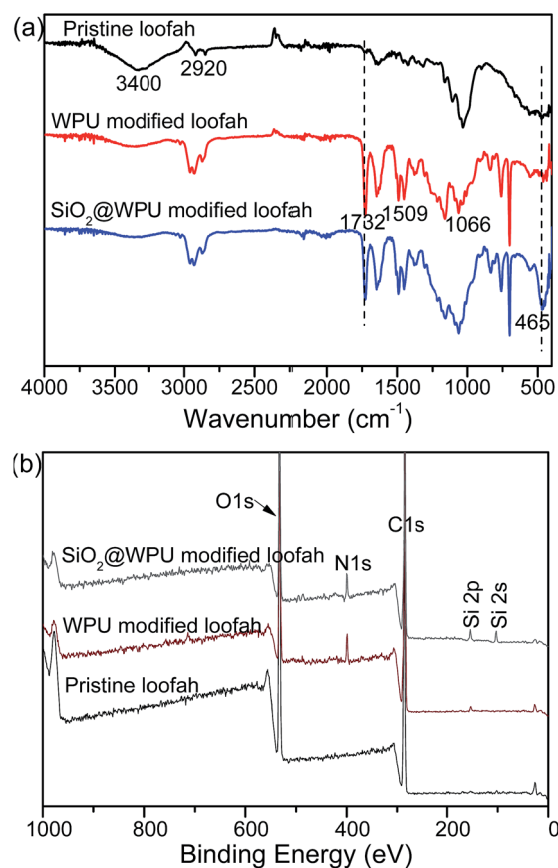 (a)
Pristine loofah
3400
2920
WPU modified loofah
SiO₂@WPU modified loofah
1732
1509
1066
465
4000 3500 3000 2500 2000 1500 1000 500
Wavenumber (cm⁻¹)
(b)
O1s
C1s
SiO₂@WPU modified loofah
N1s
Si 2p
Si 2s
WPU modified loofah
Pristine loofah
1000 800 600 400 200 0
Binding Energy (eV)